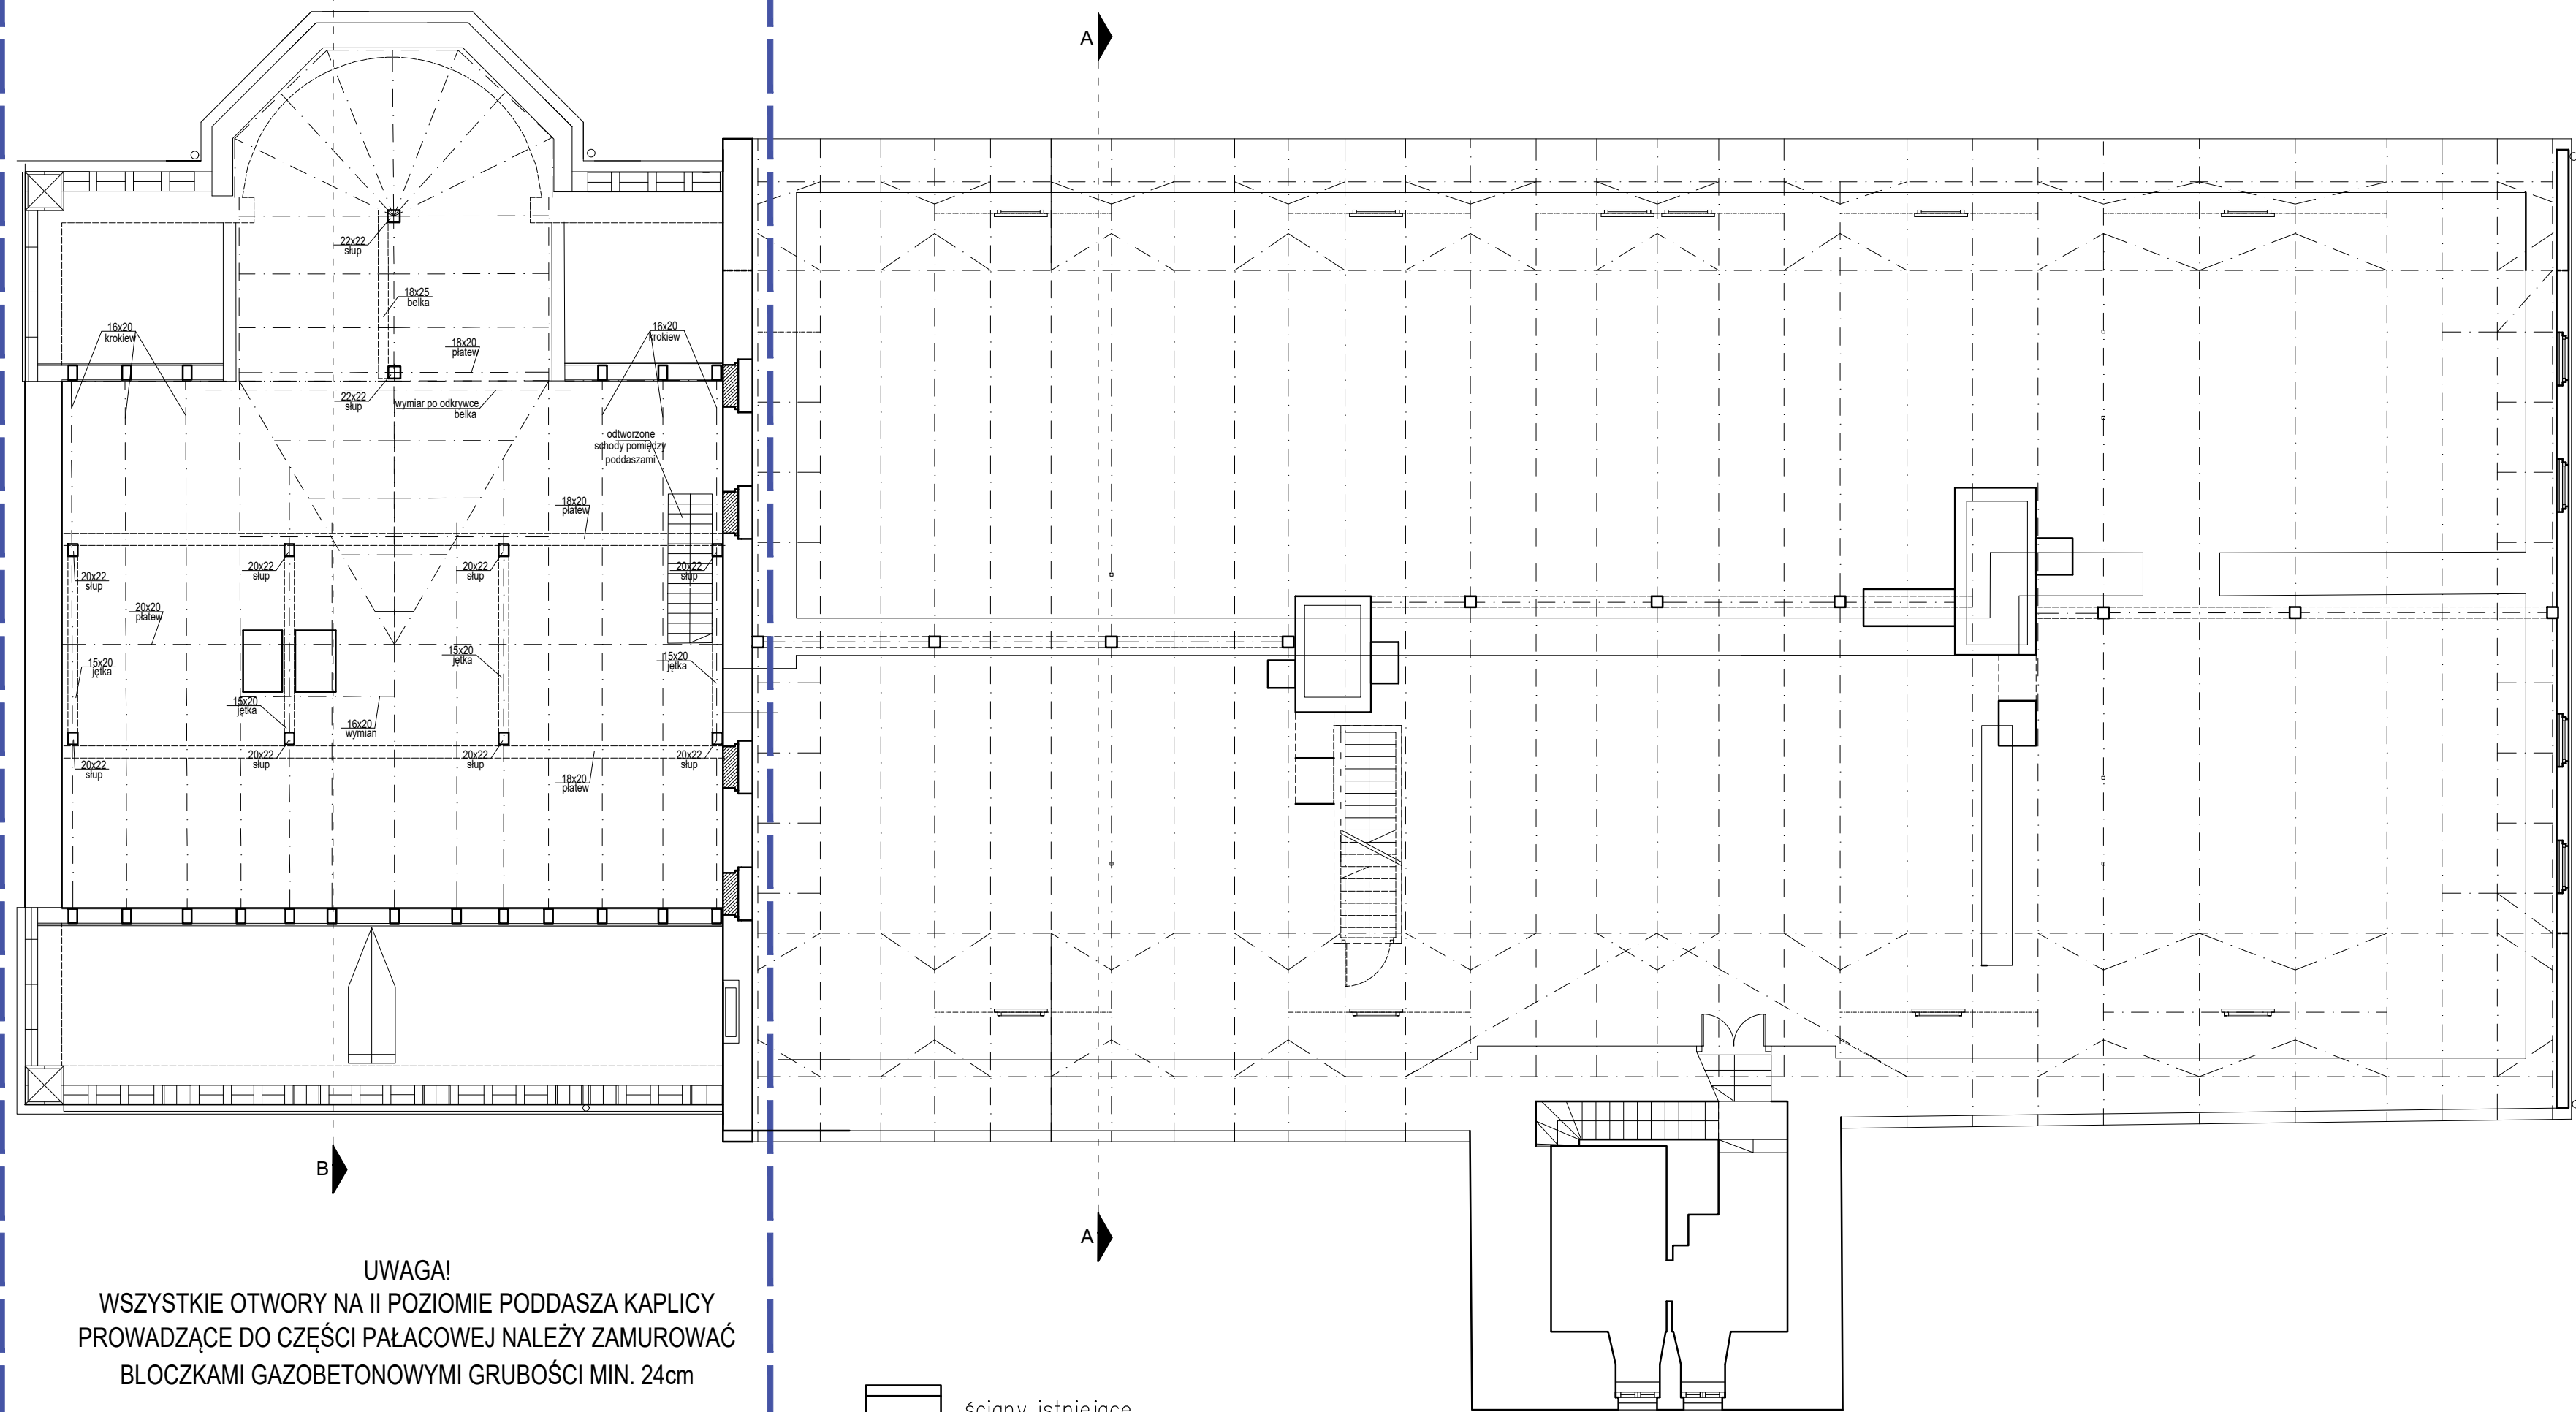 A
22x22
słup
18x25
belka
16x20
krokiew
16x20
krokiew
18x20
płatew
22x22
słup
wymiar po odkrywce
belka
odtworzone
schody pomiędzy
poddaszami
18x20
płatew
20x22
słup
20x22
słup
20x22
słup
20x22
słup
20x20
płatew
15x20
jętka
15x20
jętka
15x20
jętka
15x20
jętka
16x20
wymian
20x22
słup
20x22
słup
20x22
słup
20x22
słup
18x20
płatew
B
A
UWAGA!
WSZYSTKIE OTWORY NA II POZIOMIE PODDASZA KAPLICY
PROWADZĄCE DO CZĘŚCI PAŁACOWEJ NALEŻY ZAMUROWAĆ
BLOCZKAMI GAZOBETONOWYMI GRUBOŚCI MIN. 24cm
ściany istniejące